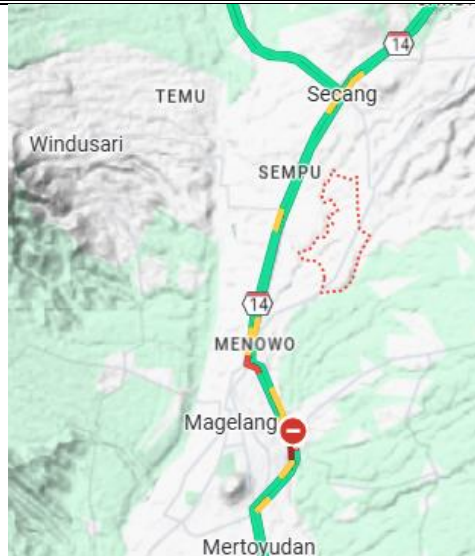 14
Secang
TEMU
Windusari
SEMPU
14
MENOWO
Magelang
Mertoyudan